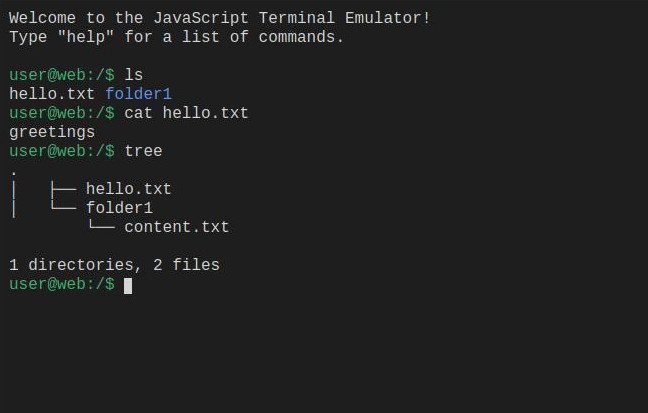 Welcome to the JavaScript Terminal Emulator!
Type "help" for a list of commands.
user@web:/$ ls
hello.txt folder1
user@web:/$ cat hello.txt
greetings
user@web:/$ tree
.
│   ├── hello.txt
│   └── folder1
        └── content.txt
1 directories, 2 files
user@web:/$